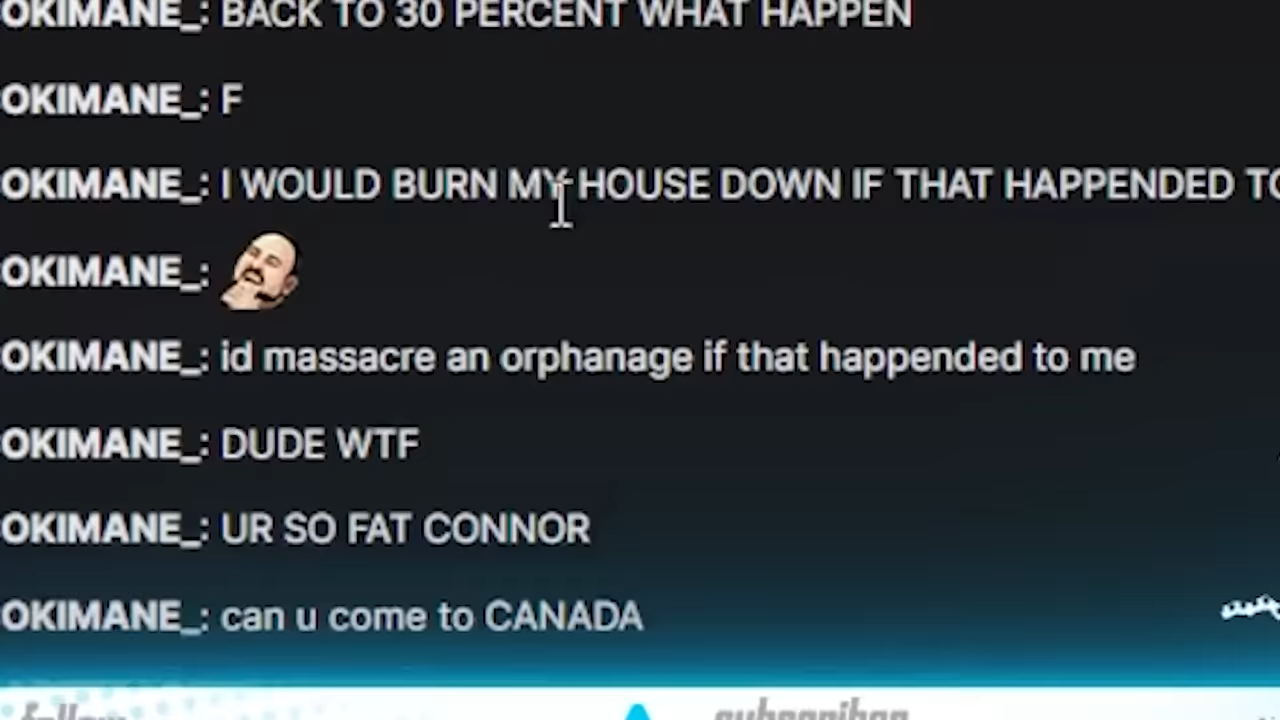 OKIMANE_: BACK TO 30 PERCENT WHAT HAPPEN
OKIMANE_: F
OKIMANE_: I WOULD BURN MY HOUSE DOWN IF THAT HAPPENDED TO
OKIMANE_:
OKIMANE_: id massacre an orphanage if that happended to me
OKIMANE_: DUDE WTF
OKIMANE_: UR SO FAT CONNOR
OKIMANE_: can u come to CANADA
follow subscribe